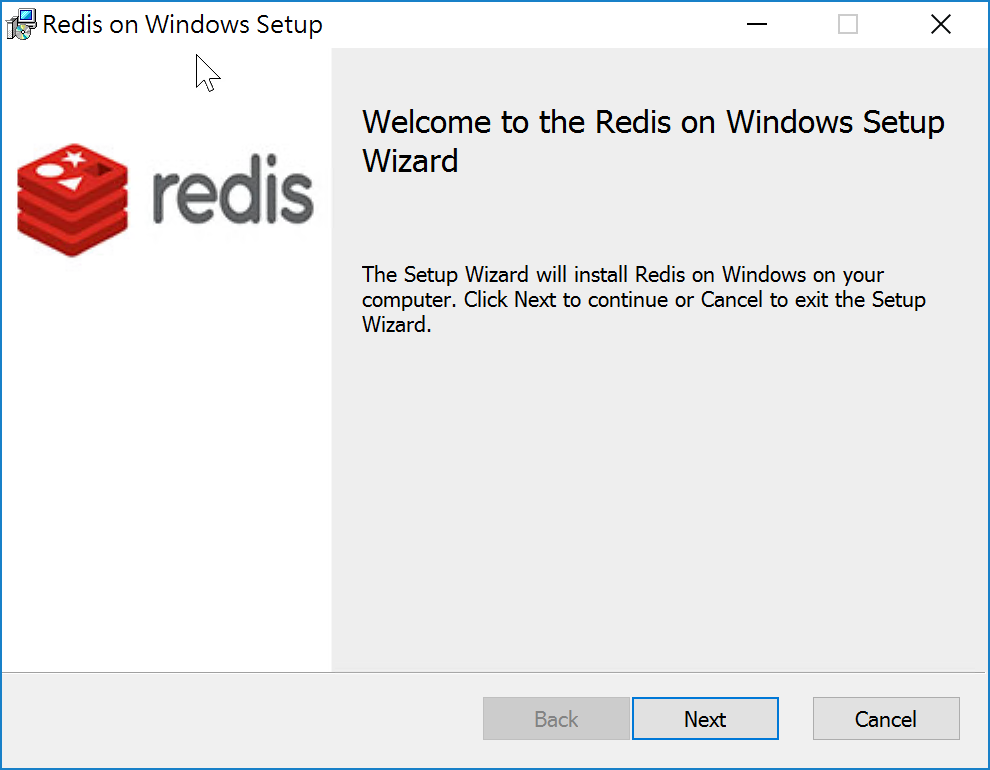 Redis on Windows Setup
redis
Welcome to the Redis on Windows Setup
Wizard
The Setup Wizard will install Redis on Windows on your
computer. Click Next to continue or Cancel to exit the Setup
Wizard.
Back
Next
Cancel